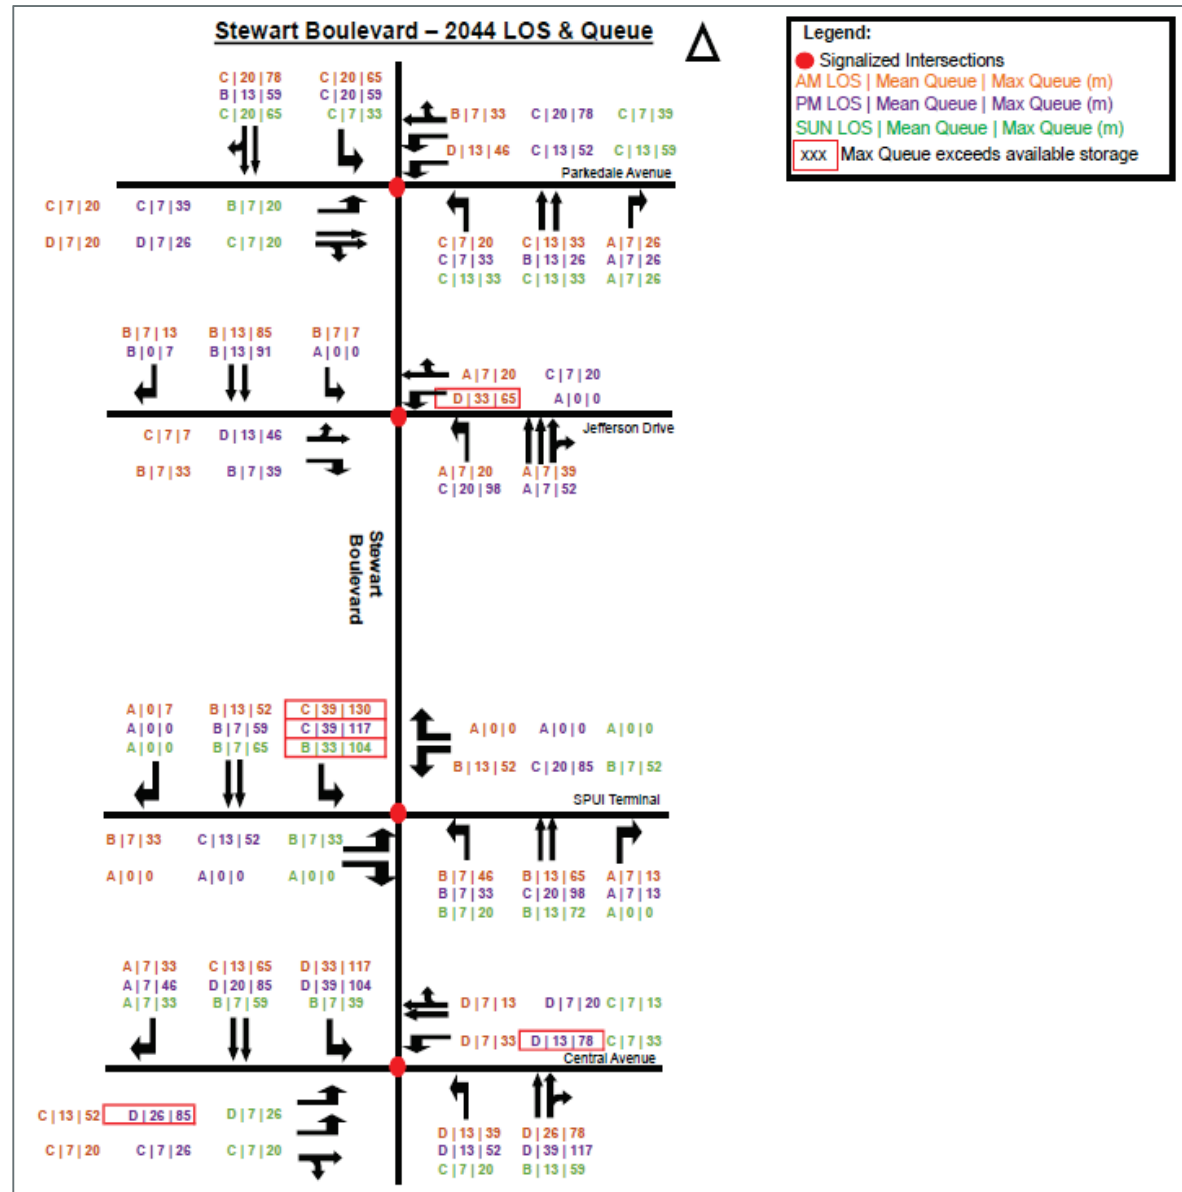 Stewart Boulevard – 2044 LOS & Queue
Legend:
Signalized Intersections
AM LOS | Mean Queue | Max Queue (m)
PM LOS | Mean Queue | Max Queue (m)
SUN LOS | Mean Queue | Max Queue (m)
xxx Max Queue exceeds available storage
C | 20 | 78 C | 20 | 65
B | 13 | 59 C | 20 | 59
C | 20 | 65 C | 7 | 33
B | 7 | 33 C | 20 | 78 C | 7 | 39
D | 13 | 46 C | 13 | 52 C | 13 | 59
Parkedale Avenue
C | 7 | 20 C | 7 | 39 B | 7 | 20
D | 7 | 20 D | 7 | 26 C | 7 | 20
C | 7 | 20 C | 13 | 33 A | 7 | 26
C | 7 | 33 B | 13 | 26 A | 7 | 26
C | 13 | 33 C | 13 | 33 A | 7 | 26
B | 7 | 13 B | 13 | 85 B | 7 | 7
B | 0 | 7 B | 13 | 91 A | 0 | 0
A | 7 | 20 C | 7 | 20
D | 33 | 65 A | 0 | 0
Jefferson Drive
C | 7 | 7 D | 13 | 46
B | 7 | 33 B | 7 | 39
A | 7 | 20 A | 7 | 39
C | 20 | 98 A | 7 | 52
Stewart
Boulevard
A | 0 | 7 B | 13 | 52 C | 39 | 130
A | 0 | 0 B | 7 | 59 C | 39 | 117
A | 0 | 0 B | 7 | 65 B | 33 | 104
A | 0 | 0 A | 0 | 0 A | 0 | 0
B | 13 | 52 C | 20 | 85 B | 7 | 52
SPUI Terminal
B | 7 | 33 C | 13 | 52 B | 7 | 33
A | 0 | 0 A | 0 | 0 A | 0 | 0
B | 7 | 46 B | 13 | 65 A | 7 | 13
B | 7 | 33 C | 20 | 98 A | 7 | 13
B | 7 | 20 B | 13 | 72 A | 0 | 0
A | 7 | 33 C | 13 | 65 D | 33 | 117
A | 7 | 46 D | 20 | 85 D | 39 | 104
A | 7 | 33 B | 7 | 59 B | 7 | 39
D | 7 | 13 D | 7 | 20 C | 7 | 13
D | 7 | 33 D | 13 | 78 C | 7 | 33
Central Avenue
C | 13 | 52 D | 26 | 85 D | 7 | 26
C | 7 | 20 C | 7 | 26 C | 7 | 20
D | 13 | 39 D | 26 | 78
D | 13 | 52 D | 39 | 117
C | 7 | 20 B | 13 | 59